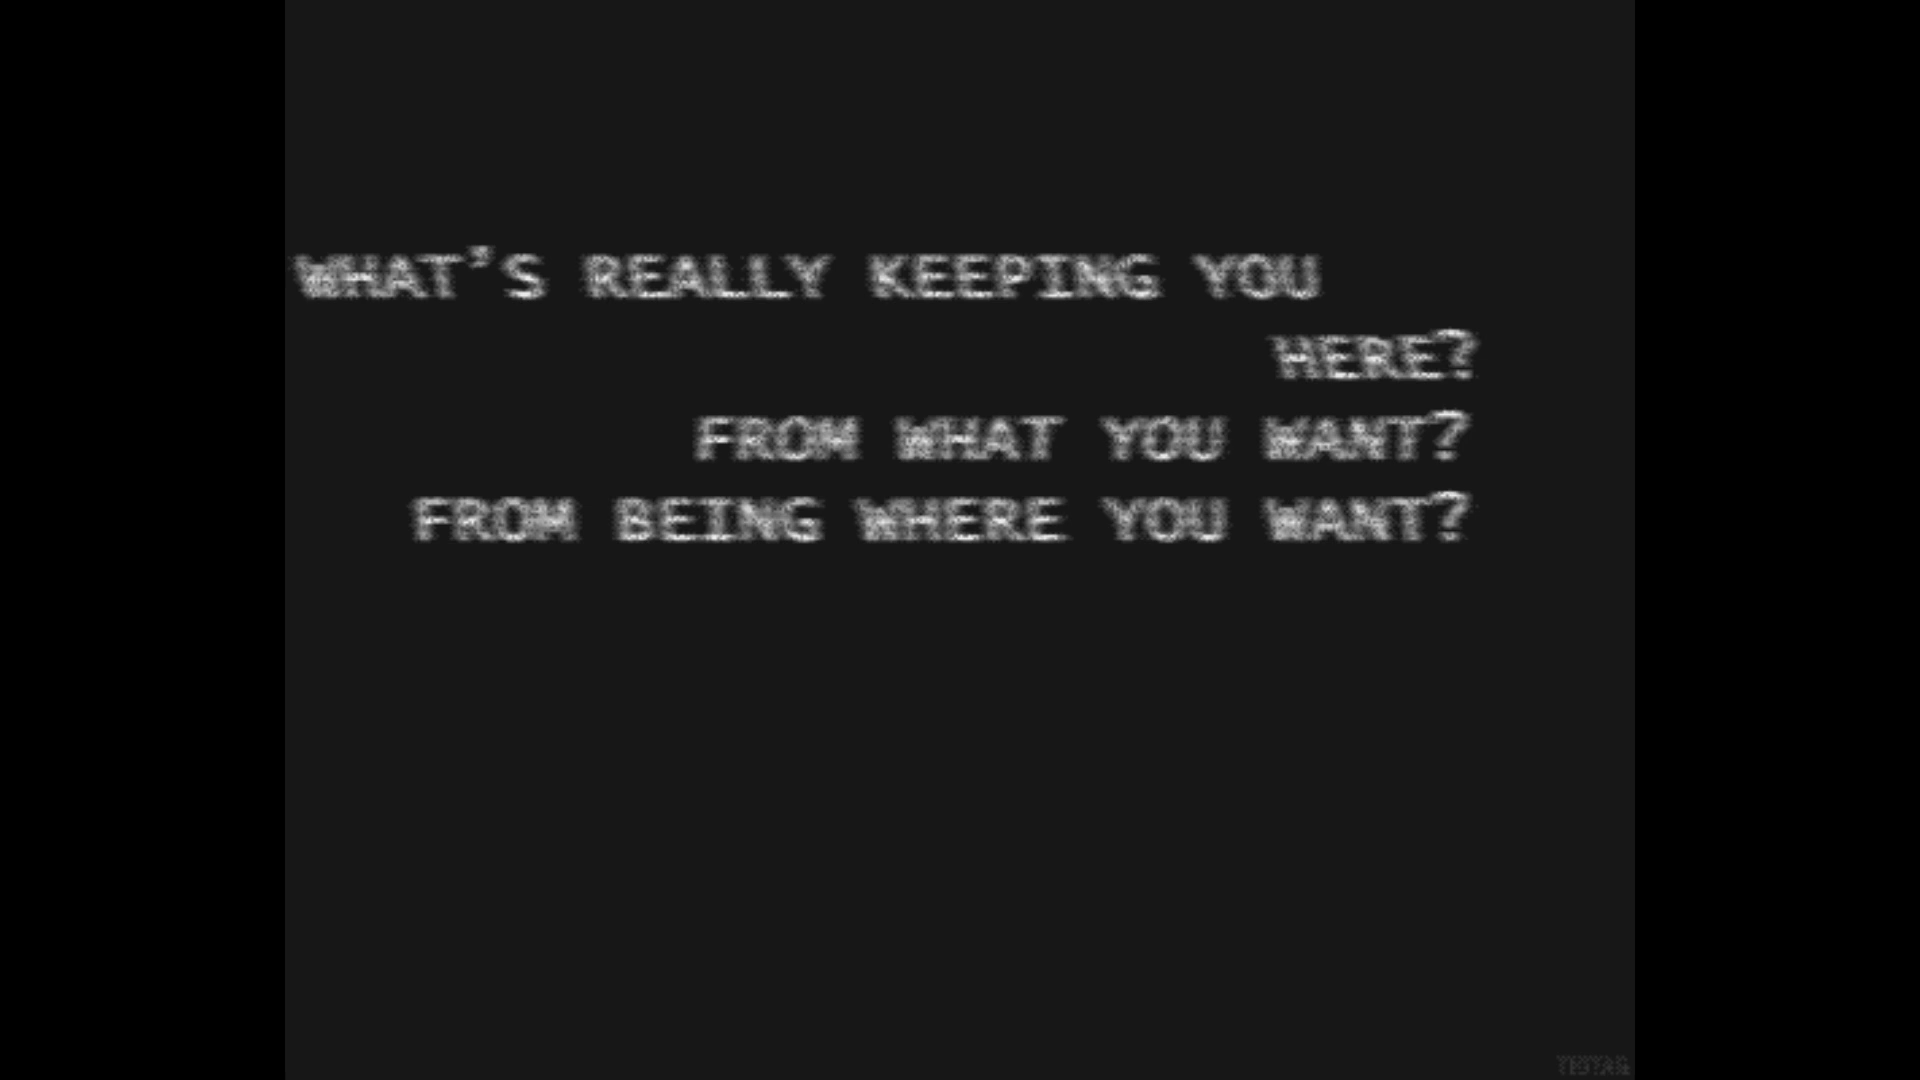 WHAT'S REALLY KEEPING YOU
HERE?
FROM WHAT YOU WANT?
FROM BEING WHERE YOU WANT?